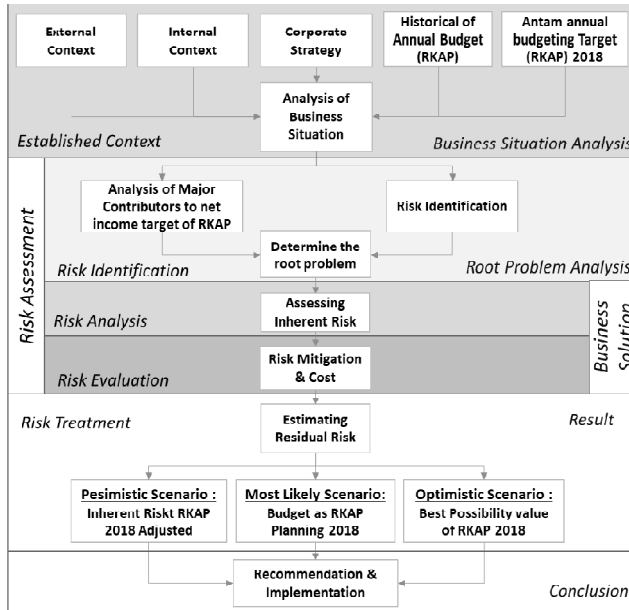 External
Context
Internal
Context
Corporate
Strategy
Historical of
Annual Budget
(RKAP)
Antam annual
budgeting Target
(RKAP) 2018
Analysis of
Business
Situation
Established Context
Business Situation Analysis
Risk Assessment
Analysis of Major
Contributors to net
income target of RKAP
Risk Identification
Determine the
root problem
Risk Identification
Root Problem Analysis
Assessing
Inherent Risk
Risk Analysis
Business
Solution
Risk Mitigation
& Cost
Risk Evaluation
Risk Treatment
Estimating
Residual Risk
Result
Pesimistic Scenario :
Inherent Riskt RKAP
2018 Adjusted
Most Likely Scenario:
Budget as RKAP
Planning 2018
Optimistic Scenario :
Best Possibility value
of RKAP 2018
Recommendation &
Implementation
Conclusion